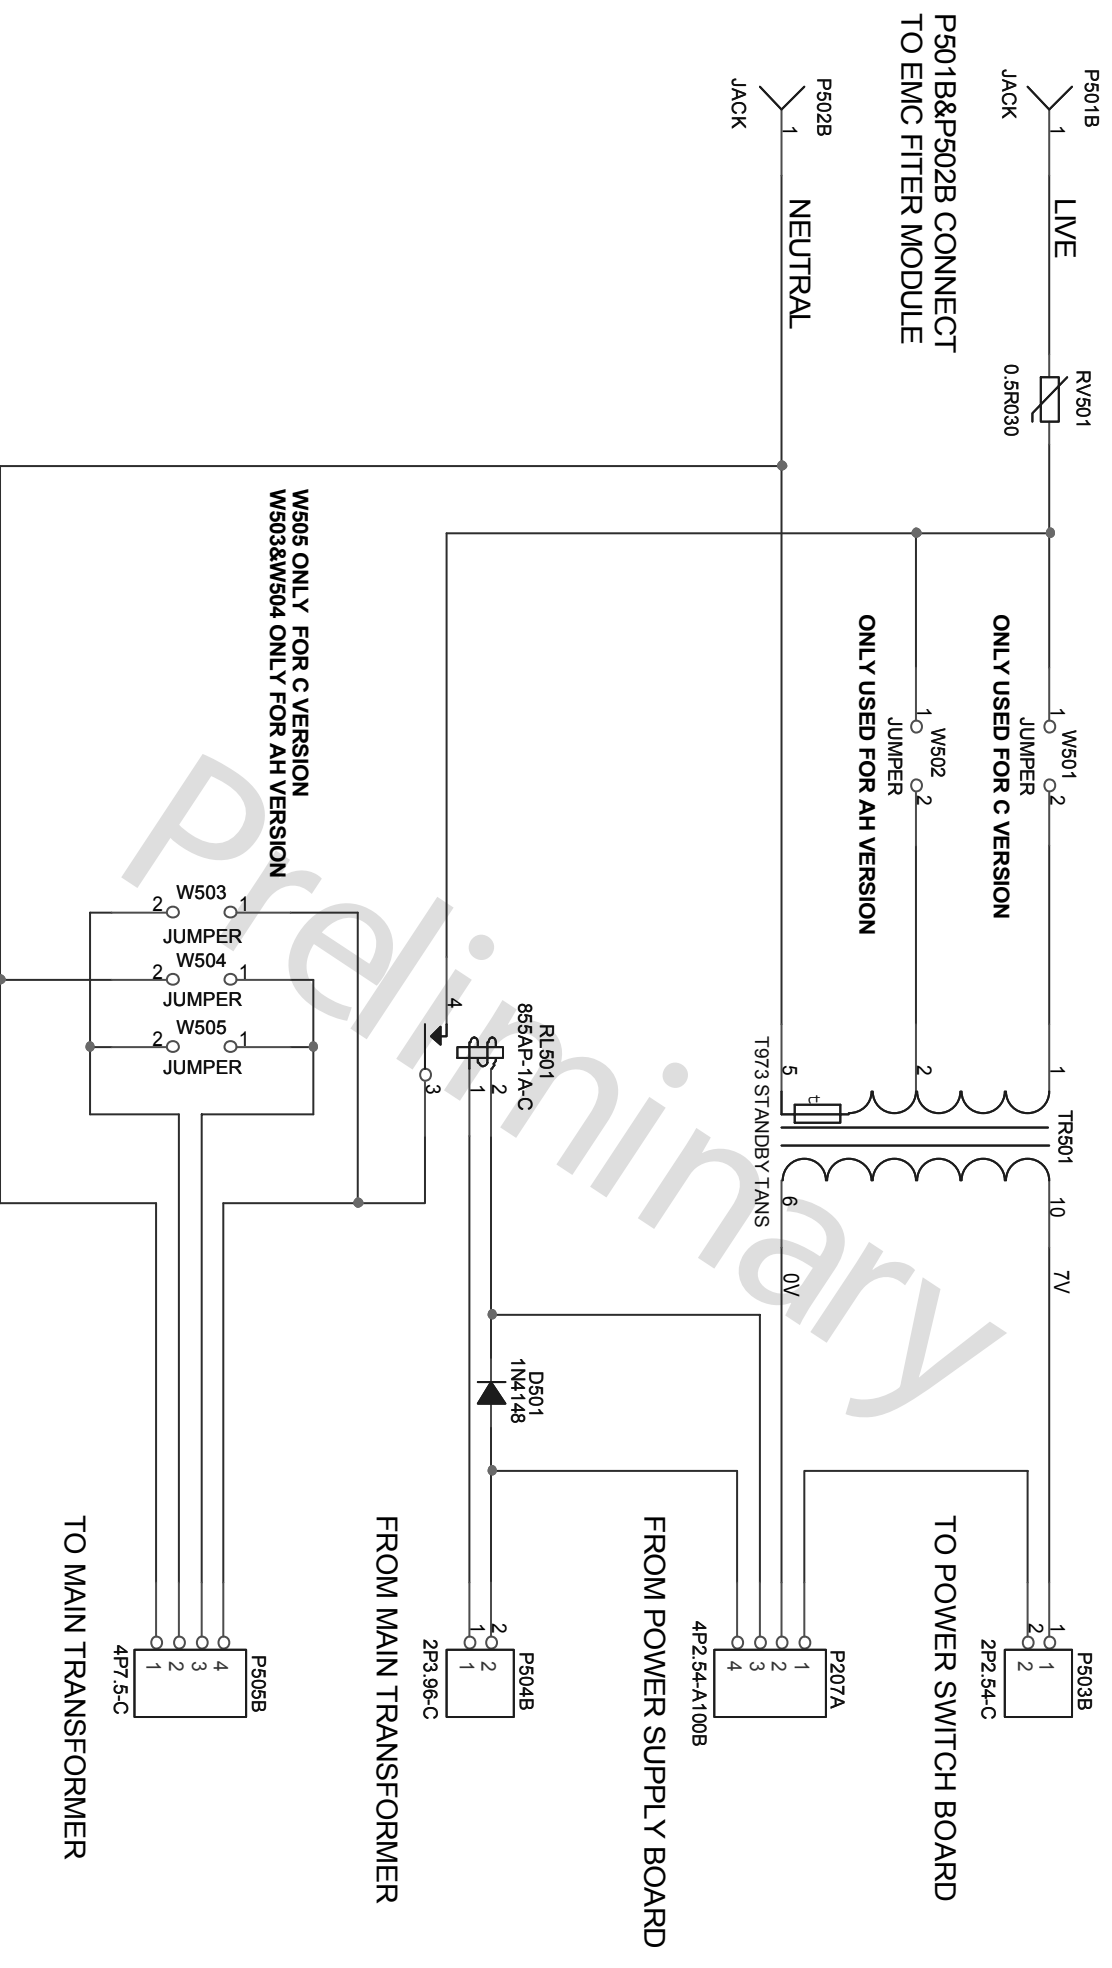 P501B&P502B CONNECT
TO EMC FITER MODULE
P501B
JACK
1
LIVE
RV501
0.5R030
P502B
JACK
1
NEUTRAL
1
W501
JUMPER
2
ONLY USED FOR C VERSION
1
W502
JUMPER
2
ONLY USED FOR AH VERSION
1
2
5
t
TR501
T973 STANDBY TANS
10
7V
6
0V
1
2
P503B
1
2
2P2.54-C
TO POWER SWITCH BOARD
P207A
1
2
3
4
4P2.54-A100B
FROM POWER SUPPLY BOARD
RL501
855AP-1A-C
4
3
2
1
D501
1N4148
2
1
P504B
2
1
2P3.96-C
FROM MAIN TRANSFORMER
W505 ONLY FOR C VERSION
W503&W504 ONLY FOR AH VERSION
2
W503
1
JUMPER
2
W504
1
JUMPER
2
W505
1
JUMPER
P505B
4
3
2
1
4P7.5-C
TO MAIN TRANSFORMER
Preliminary